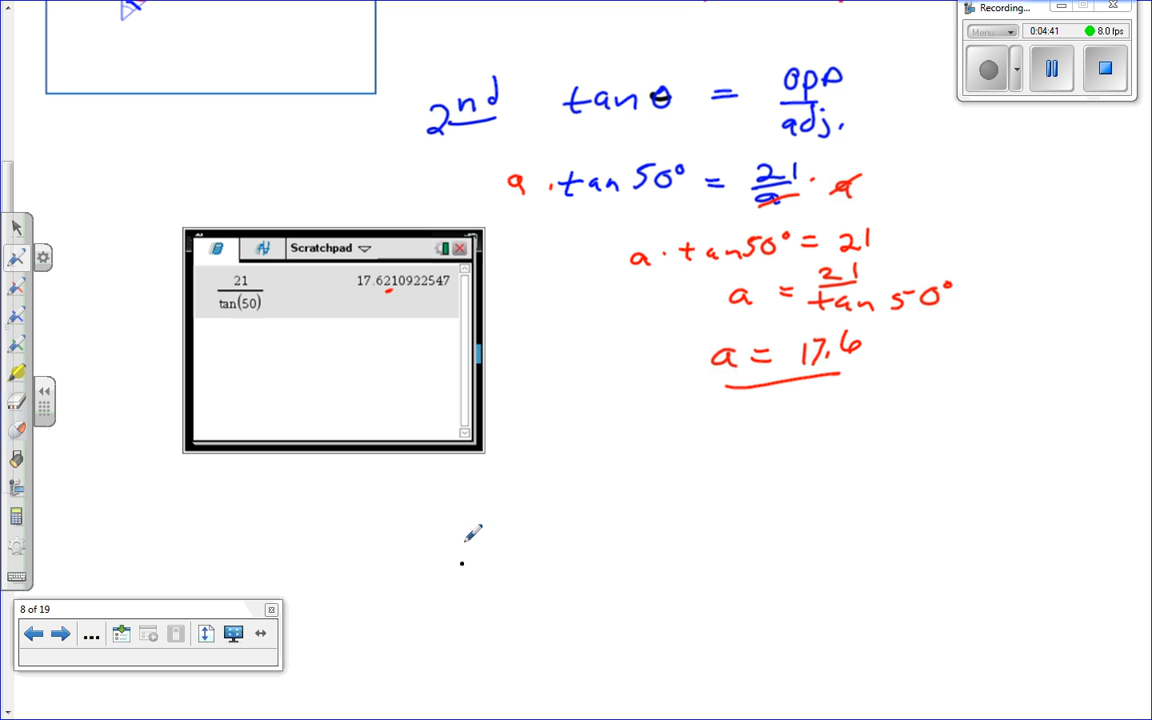 Recording...
Menu
0:04:41 8.0 fps
2nd tan θ = opp/adj.
a · tan 50° = 21/a · a
a · tan 50° = 21
a = 21/tan 50°
a = 17.6
Scratchpad
21/tan(50) 17.6210922547
8 of 19
...